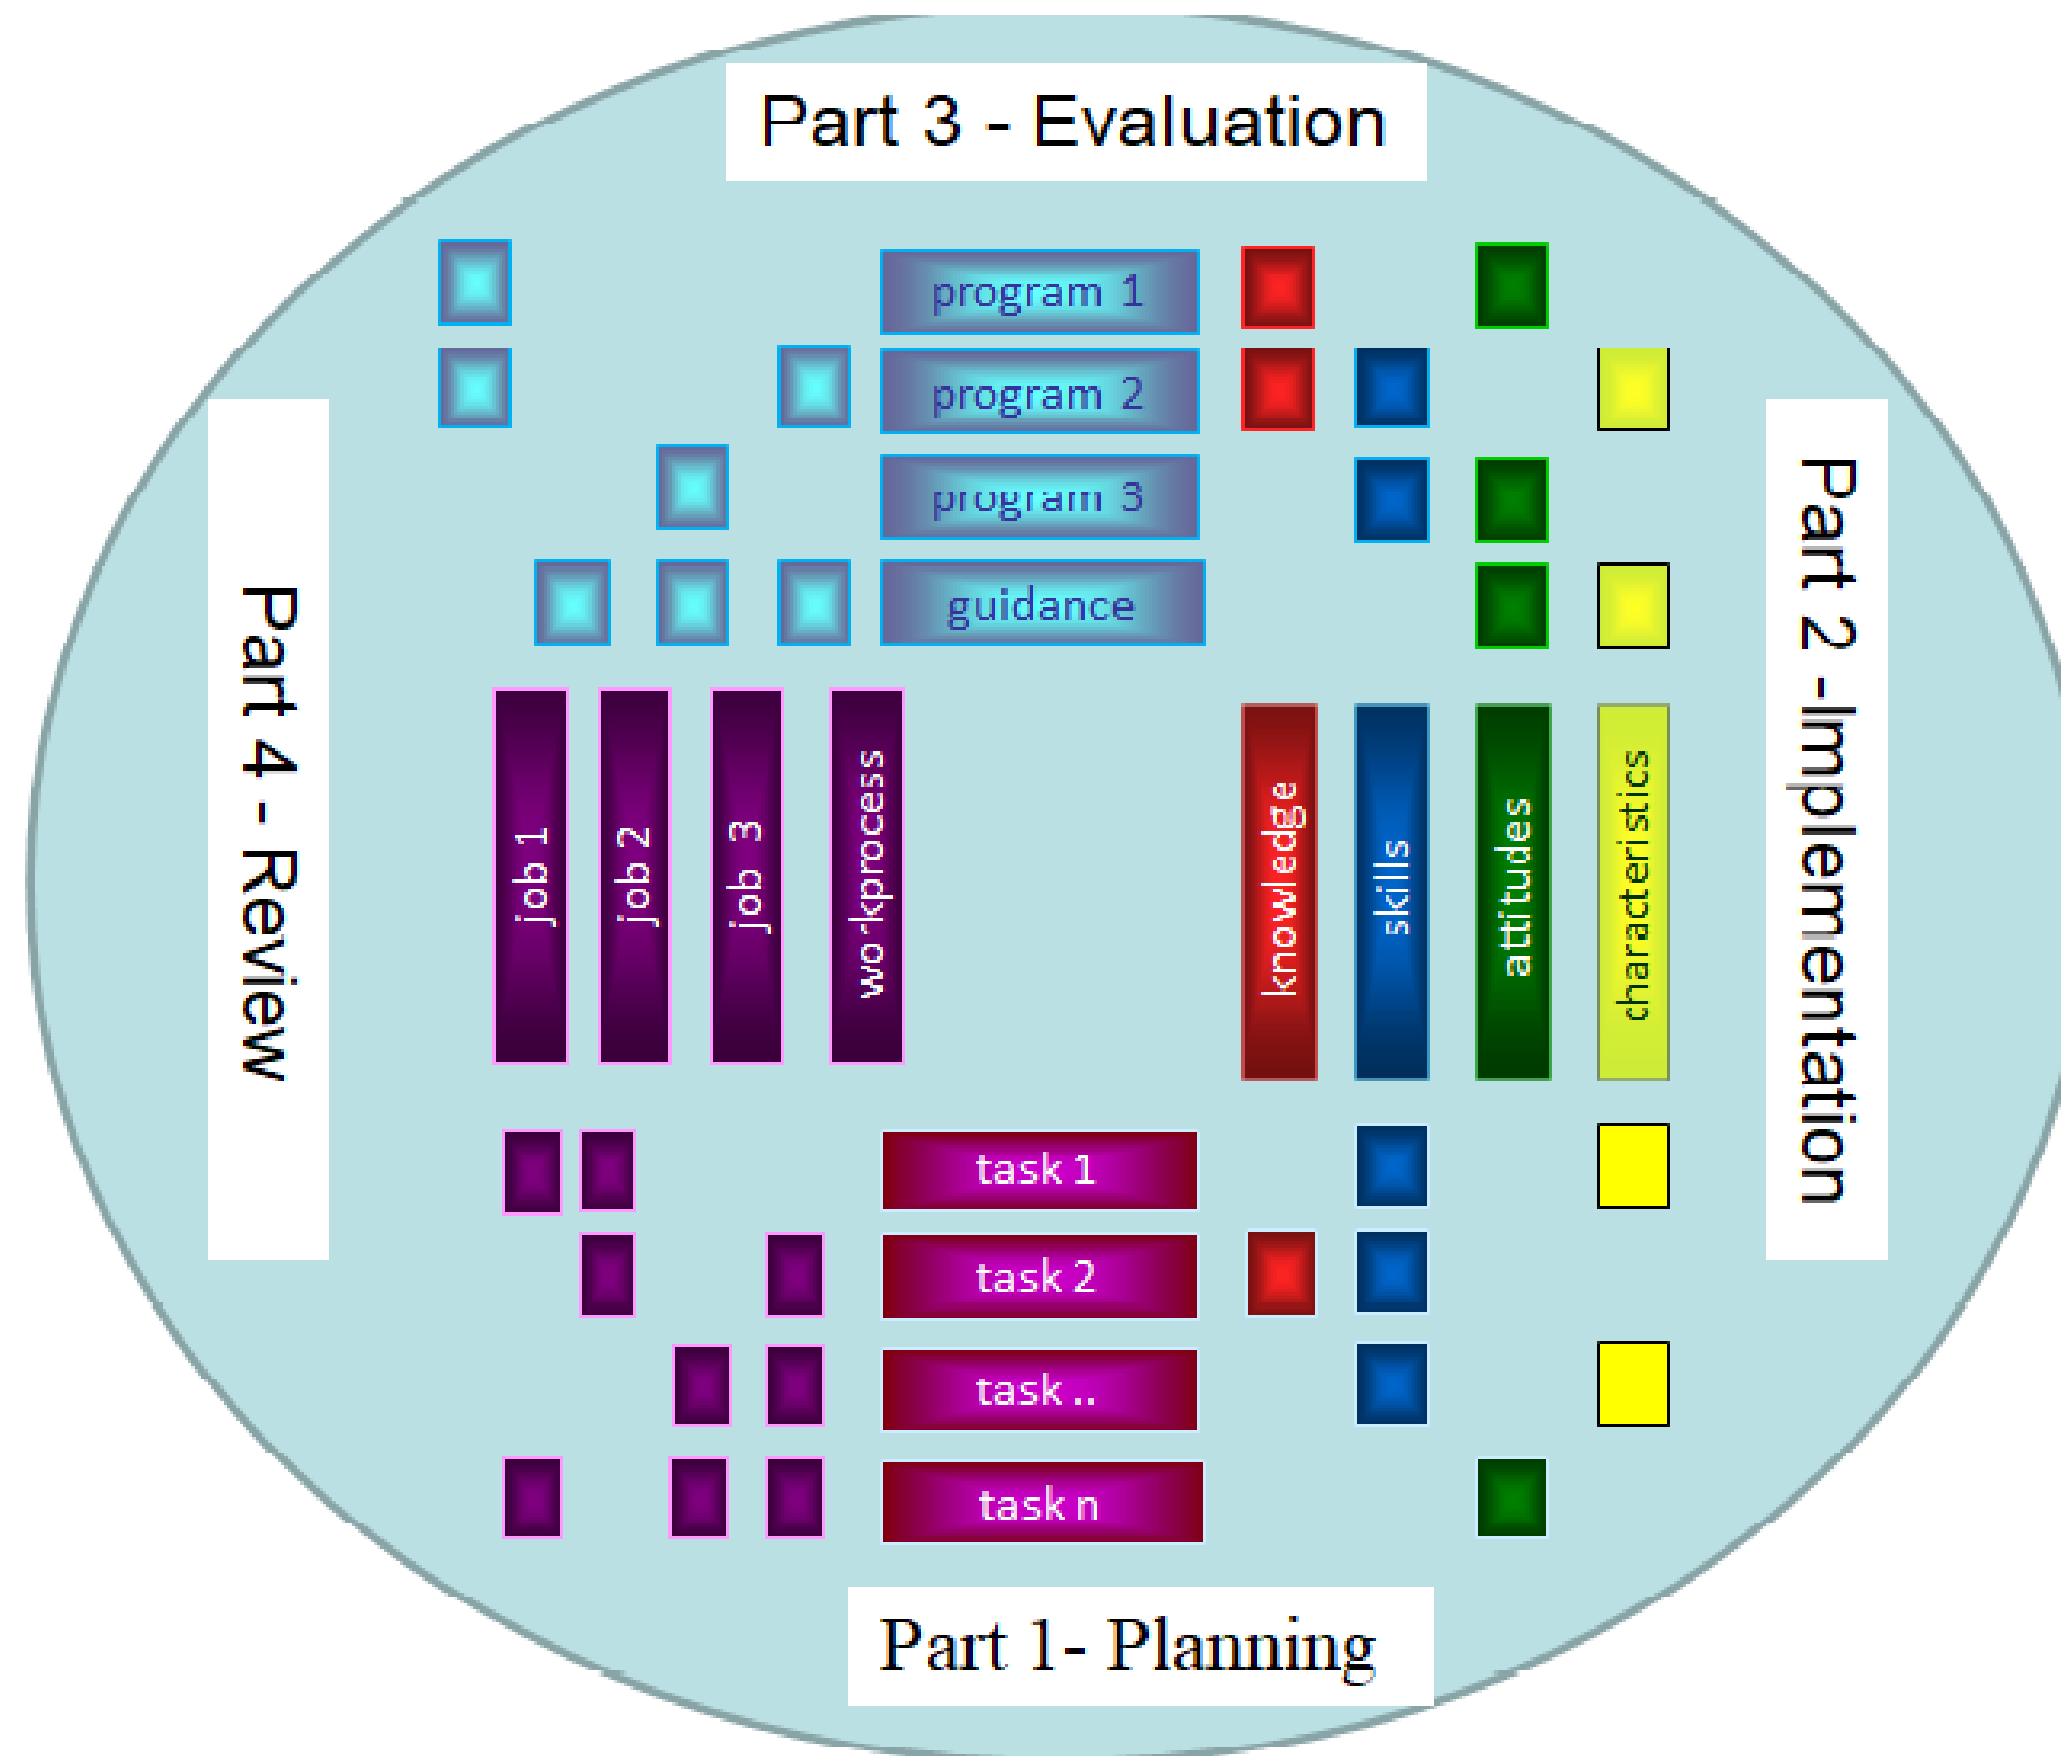 Part 3 - Evaluation
program 1
program 2
program 3
guidance
Part 4 - Review
job 1
job 2
job 3
workprocess
knowledge
skills
attitudes
characteristics
Part 2 -Implementation
task 1
task 2
task ..
task n
Part 1- Planning